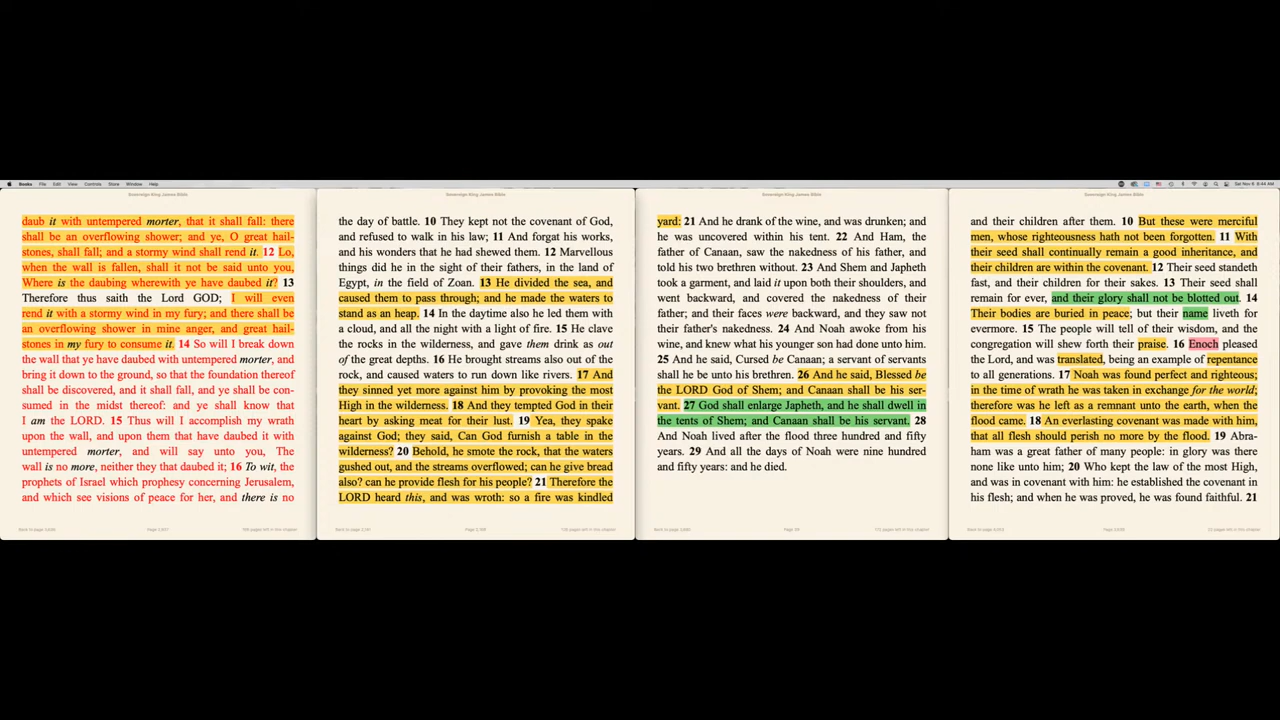 Books File Edit View Controls Store Window Help
Sat Nov 6 8:44 AM
Sovereign King James Bible
daub it with untempered morter, that it shall fall: there
shall be an overflowing shower; and ye, O great hail-
stones, shall fall; and a stormy wind shall rend it. 12 Lo,
when the wall is fallen, shall it not be said unto you,
Where is the daubing wherewith ye have daubed it? 13
Therefore thus saith the Lord GOD; I will even
rend it with a stormy wind in my fury; and there shall be
an overflowing shower in mine anger, and great hail-
stones in my fury to consume it. 14 So will I break down
the wall that ye have daubed with untempered morter, and
bring it down to the ground, so that the foundation thereof
shall be discovered, and it shall fall, and ye shall be con-
sumed in the midst thereof: and ye shall know that
I am the LORD. 15 Thus will I accomplish my wrath
upon the wall, and upon them that have daubed it with
untempered morter, and will say unto you, The
wall is no more, neither they that daubed it; 16 To wit, the
prophets of Israel which prophesy concerning Jerusalem,
and which see visions of peace for her, and there is no
Sovereign King James Bible
the day of battle. 10 They kept not the covenant of God,
and refused to walk in his law; 11 And forgat his works,
and his wonders that he had shewed them. 12 Marvellous
things did he in the sight of their fathers, in the land of
Egypt, in the field of Zoan. 13 He divided the sea, and
caused them to pass through; and he made the waters to
stand as an heap. 14 In the daytime also he led them with
a cloud, and all the night with a light of fire. 15 He clave
the rocks in the wilderness, and gave them drink as out
of the great depths. 16 He brought streams also out of the
rock, and caused waters to run down like rivers. 17 And
they sinned yet more against him by provoking the most
High in the wilderness. 18 And they tempted God in their
heart by asking meat for their lust. 19 Yea, they spake
against God; they said, Can God furnish a table in the
wilderness? 20 Behold, he smote the rock, that the waters
gushed out, and the streams overflowed; can he give bread
also? can he provide flesh for his people? 21 Therefore the
LORD heard this, and was wroth: so a fire was kindled
Sovereign King James Bible
yard: 21 And he drank of the wine, and was drunken; and
he was uncovered within his tent. 22 And Ham, the
father of Canaan, saw the nakedness of his father, and
told his two brethren without. 23 And Shem and Japheth
took a garment, and laid it upon both their shoulders, and
went backward, and covered the nakedness of their
father; and their faces were backward, and they saw not
their father's nakedness. 24 And Noah awoke from his
wine, and knew what his younger son had done unto him.
25 And he said, Cursed be Canaan; a servant of servants
shall he be unto his brethren. 26 And he said, Blessed be
the LORD God of Shem; and Canaan shall be his ser-
vant. 27 God shall enlarge Japheth, and he shall dwell in
the tents of Shem; and Canaan shall be his servant. 28
And Noah lived after the flood three hundred and fifty
years. 29 And all the days of Noah were nine hundred
and fifty years: and he died.
Sovereign King James Bible
and their children after them. 10 But these were merciful
men, whose righteousness hath not been forgotten. 11 With
their seed shall continually remain a good inheritance, and
their children are within the covenant. 12 Their seed standeth
fast, and their children for their sakes. 13 Their seed shall
remain for ever, and their glory shall not be blotted out. 14
Their bodies are buried in peace; but their name liveth for
evermore. 15 The people will tell of their wisdom, and the
congregation will shew forth their praise. 16 Enoch pleased
the Lord, and was translated, being an example of repentance
to all generations. 17 Noah was found perfect and righteous;
in the time of wrath he was taken in exchange for the world;
therefore was he left as a remnant unto the earth, when the
flood came. 18 An everlasting covenant was made with him,
that all flesh should perish no more by the flood. 19 Abra-
ham was a great father of many people: in glory was there
none like unto him; 20 Who kept the law of the most High,
and was in covenant with him: he established the covenant in
his flesh; and when he was proved, he was found faithful. 21